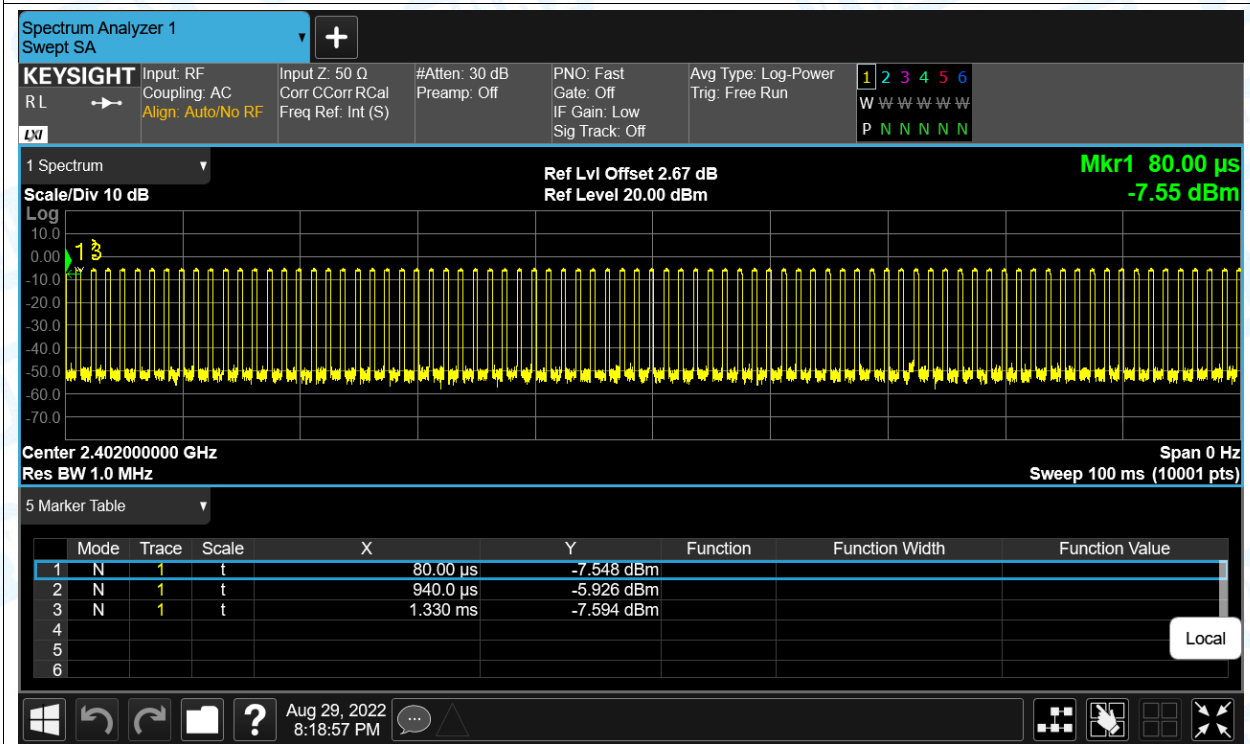 Spectrum Analyzer 1
Swept SA
+
KEYSIGHT Input: RF Input Z: 50 Ω #Atten: 30 dB PNO: Fast Avg Type: Log-Power 1 2 3 4 5 6
R L Coupling: AC Corr CCorr RCal Preamp: Off Gate: Off Trig: Free Run W W W W W W
Align: Auto/No RF Freq Ref: Int (S) IF Gain: Low
LXI Sig Track: Off P N N N N N
1 Spectrum Ref Lvl Offset 2.67 dB Mkr1 80.00 µs
Scale/Div 10 dB Ref Level 20.00 dBm -7.55 dBm
Log
10.0
0.00 1 3
-10.0
-20.0
-30.0
-40.0
-50.0
-60.0
-70.0
Center 2.402000000 GHz Span 0 Hz
Res BW 1.0 MHz Sweep 100 ms (10001 pts)
5 Marker Table
Mode Trace Scale X Y Function Function Width Function Value
1 N 1 t 80.00 µs -7.548 dBm
2 N 1 t 940.0 µs -5.926 dBm
3 N 1 t 1.330 ms -7.594 dBm
4
5
6
Local
? Aug 29, 2022
8:18:57 PM